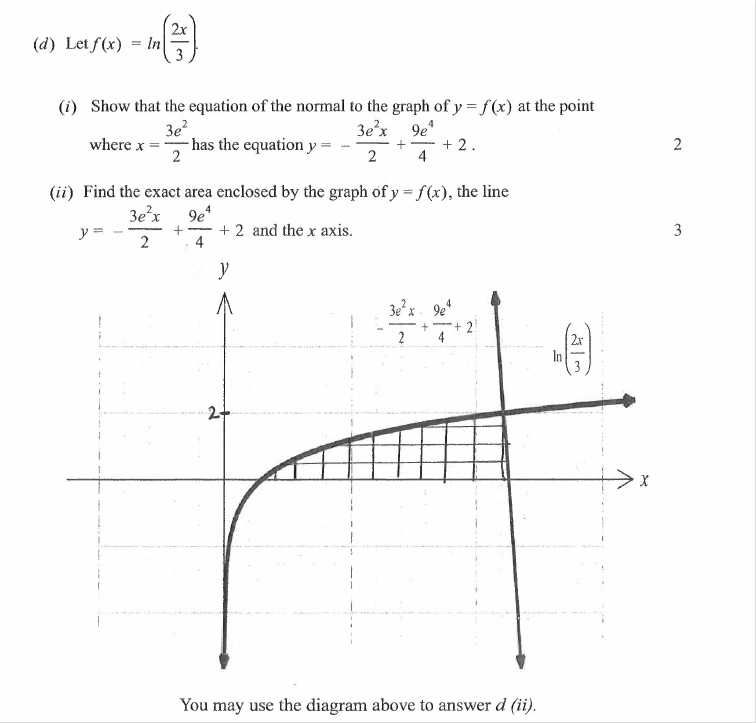 (d) Let f(x) = ln(2x/3).
(i) Show that the equation of the normal to the graph of y = f(x) at the point
where x = 3e²/2 has the equation y = - 3e²x/2 + 9e⁴/4 + 2 . 2
(ii) Find the exact area enclosed by the graph of y = f(x), the line
y = - 3e²x/2 + 9e⁴/4 + 2 and the x axis. 3
y
- 3e²x/2 + 9e⁴/4 + 2
ln(2x/3)
2
x
You may use the diagram above to answer d (ii).